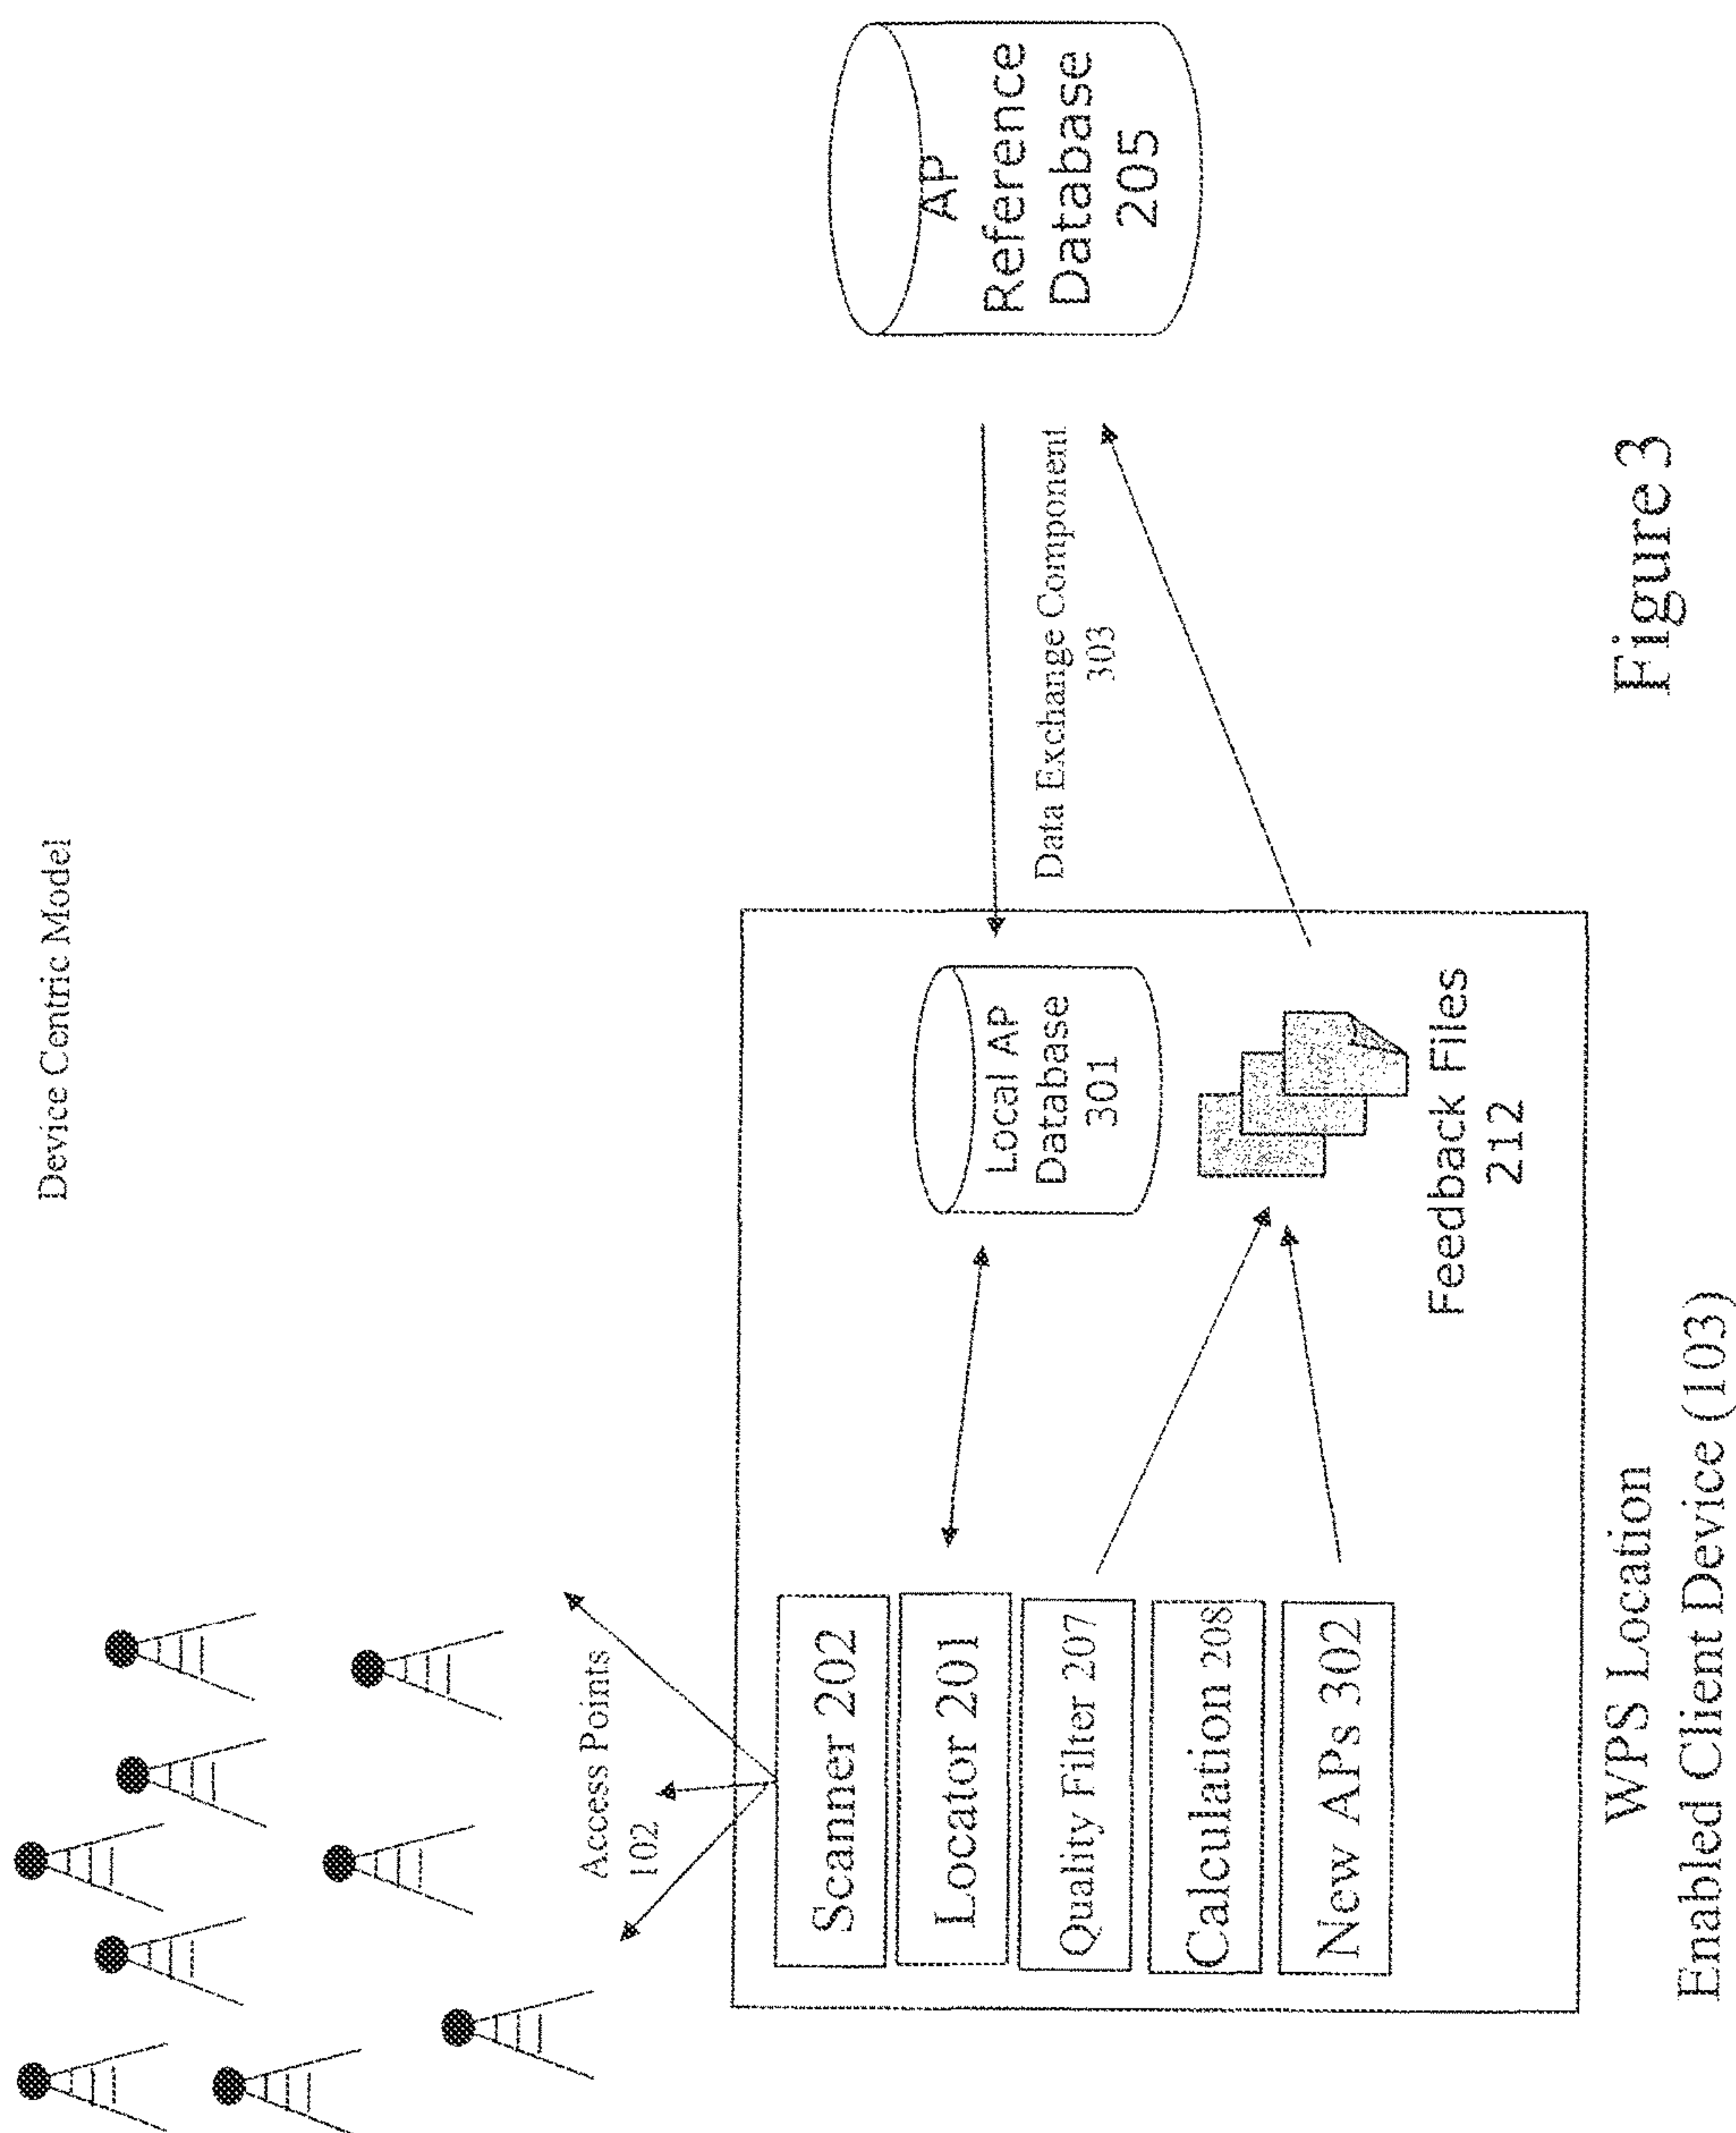 Device Centric Model
Access Points
102
Scanner 202
Locator 201
Quality Filter 207
Calculation 208
New APs 302
Local AP
Database
301
Feedback Files
212
Data Exchange Component
303
AP
Reference
Database
205
WPS Location
Enabled Client Device (103)
Figure 3